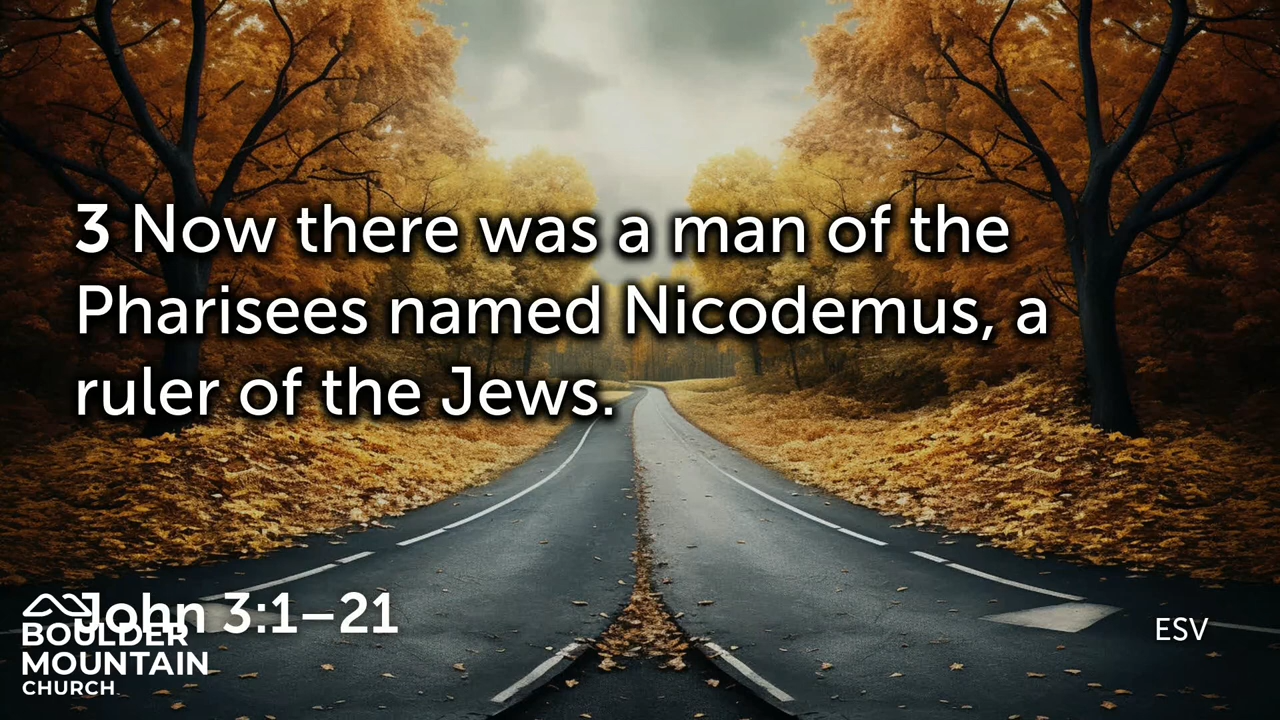 3 Now there was a man of the
Pharisees named Nicodemus, a
ruler of the Jews.
John 3:1–21
BOULDER
MOUNTAIN
CHURCH
ESV